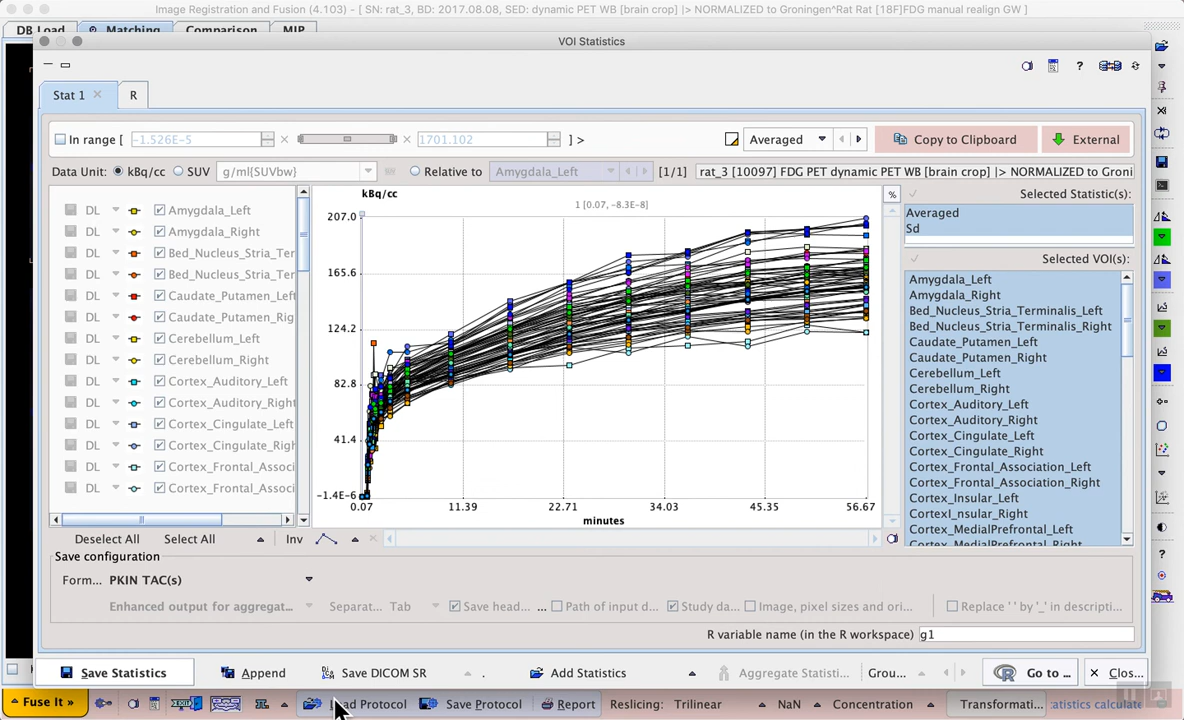 Image Registration and Fusion (4.103) - [ SN: rat_3, BD: 2017.08.08, SED: dynamic PET WB [brain crop] |> NORMALIZED to Groningen^Rat Rat [18F]FDG manual realign GW ]
DB Load Matching Comparison MIP
VOI Statistics
?
Stat 1 R
In range [ -1.526E-5 1701.102 ] > Averaged Copy to Clipboard External
Data Unit: kBq/cc SUV g/ml{SUVbw} Relative to Amygdala_Left [1/1] rat_3 [10097] FDG PET dynamic PET WB [brain crop] |> NORMALIZED to Groni
DL Amygdala_Left
DL Amygdala_Right
DL Bed_Nucleus_Stria_Ter
DL Bed_Nucleus_Stria_Ter
DL Caudate_Putamen_Left
DL Caudate_Putamen_Rig
DL Cerebellum_Left
DL Cerebellum_Right
DL Cortex_Auditory_Left
DL Cortex_Auditory_Right
DL Cortex_Cingulate_Left
DL Cortex_Cingulate_Righ
DL Cortex_Frontal_Associ
DL Cortex_Frontal_Associ
kBq/cc
1 [0.07, -8.3E-8]
207.0
165.6
124.2
82.8
41.4
-1.4E-6
0.07 11.39 22.71 34.03 45.35 56.67
minutes
%
Selected Statistic(s):
Averaged
Sd
Selected VOI(s):
Amygdala_Left
Amygdala_Right
Bed_Nucleus_Stria_Terminalis_Left
Bed_Nucleus_Stria_Terminalis_Right
Caudate_Putamen_Left
Caudate_Putamen_Right
Cerebellum_Left
Cerebellum_Right
Cortex_Auditory_Left
Cortex_Auditory_Right
Cortex_Cingulate_Left
Cortex_Cingulate_Right
Cortex_Frontal_Association_Left
Cortex_Frontal_Association_Right
Cortex_Insular_Left
CortexI_nsular_Right
Cortex_MedialPrefrontal_Left
Cortex_MedialPrefrontal_Right
Deselect All Select All Inv
Save configuration
Form... PKIN TAC(s)
Enhanced output for aggregat... Separat... Tab Save head... ... Path of input d... Study da... Image, pixel sizes and ori... Replace ' ' by '_' in descripti...
R variable name (in the R workspace) g1
Save Statistics Append Save DICOM SR . Add Statistics Aggregate Statisti... Grou... R Go to ... Clos...
Fuse It » Load Protocol Save Protocol Report Reslicing: Trilinear NaN Concentration Transformati... tatistics calculate
?